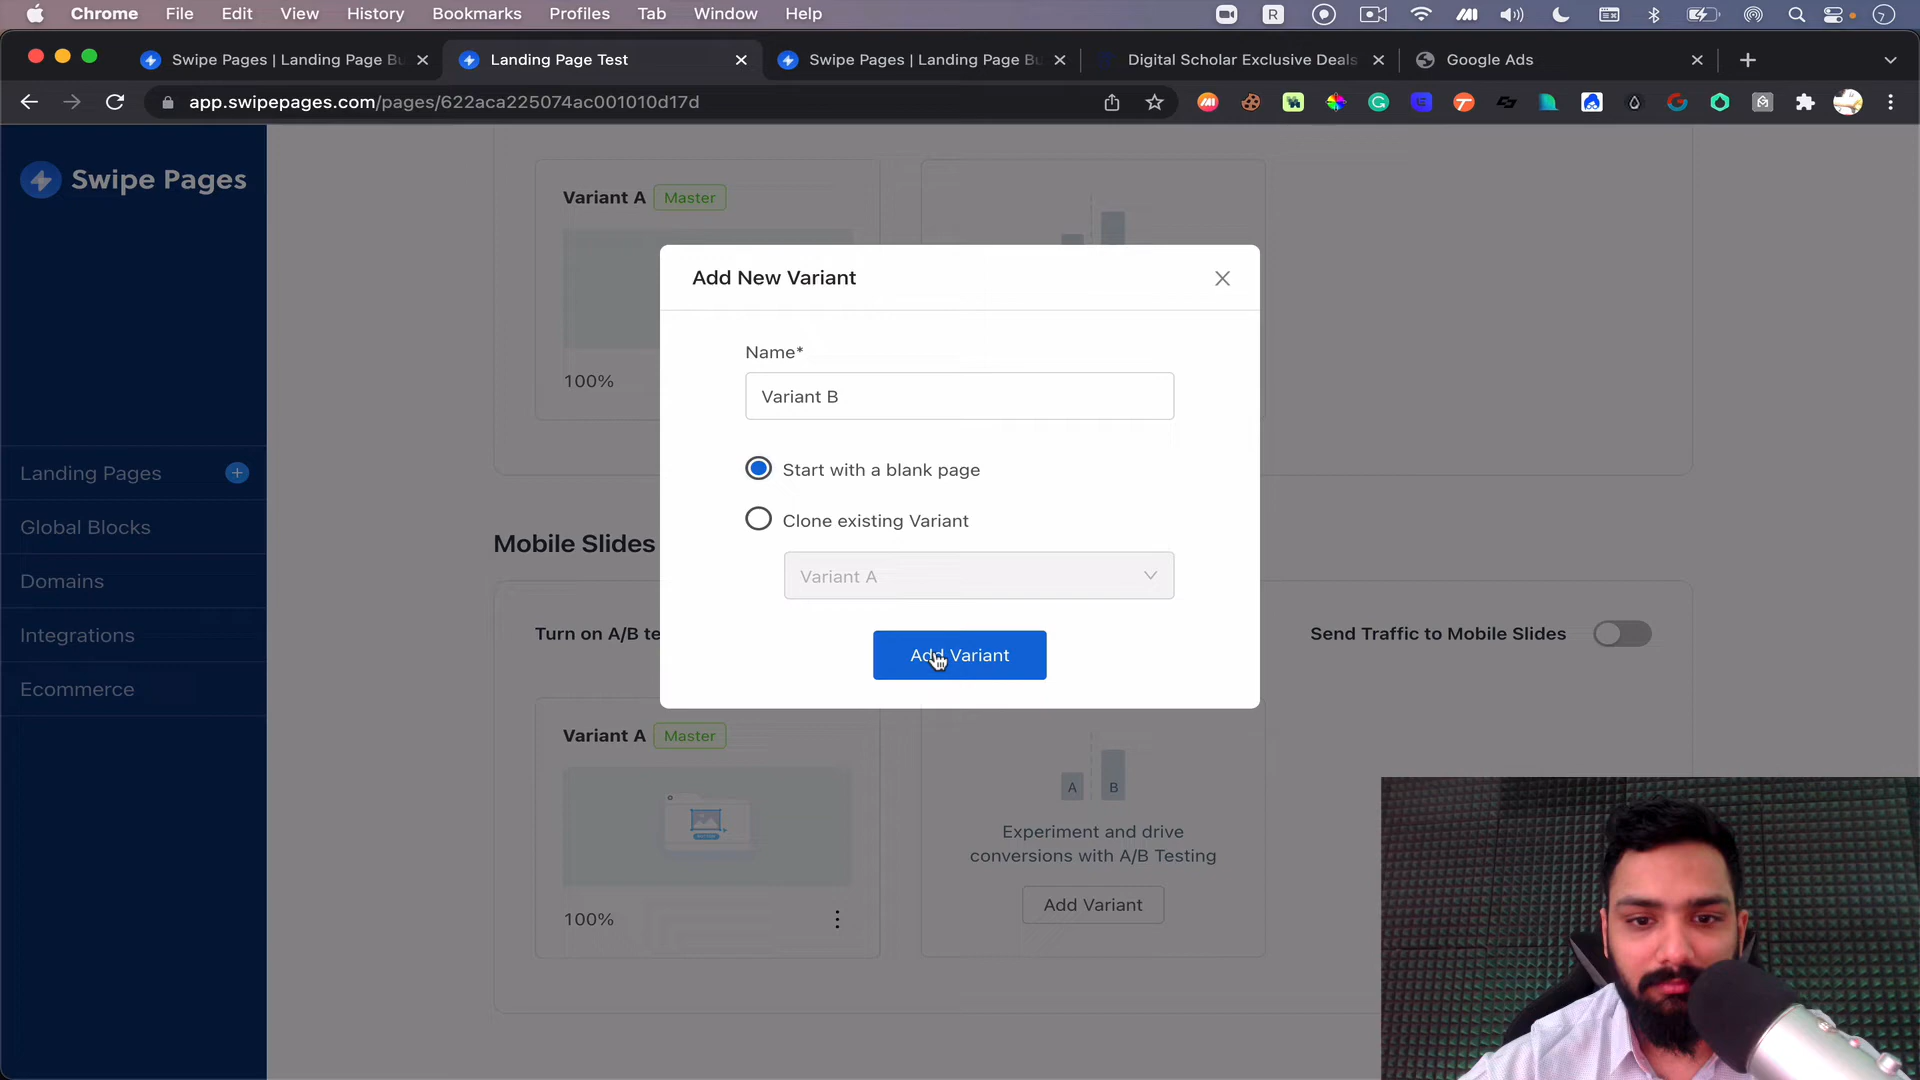 Chrome File Edit View History Bookmarks Profiles Tab Window Help
Swipe Pages | Landing Page Bu
Landing Page Test
Swipe Pages | Landing Page Bu
Digital Scholar Exclusive Deals
Google Ads
app.swipepages.com/pages/622aca225074ac001010d17d
Swipe Pages
Landing Pages
Global Blocks
Domains
Integrations
Ecommerce
Variant A Master
100%
Add New Variant
Name*
Variant B
Start with a blank page
Clone existing Variant
Variant A
Add Variant
Mobile Slides
Turn on A/B te
Send Traffic to Mobile Slides
Variant A Master
100%
A B
Experiment and drive
conversions with A/B Testing
Add Variant